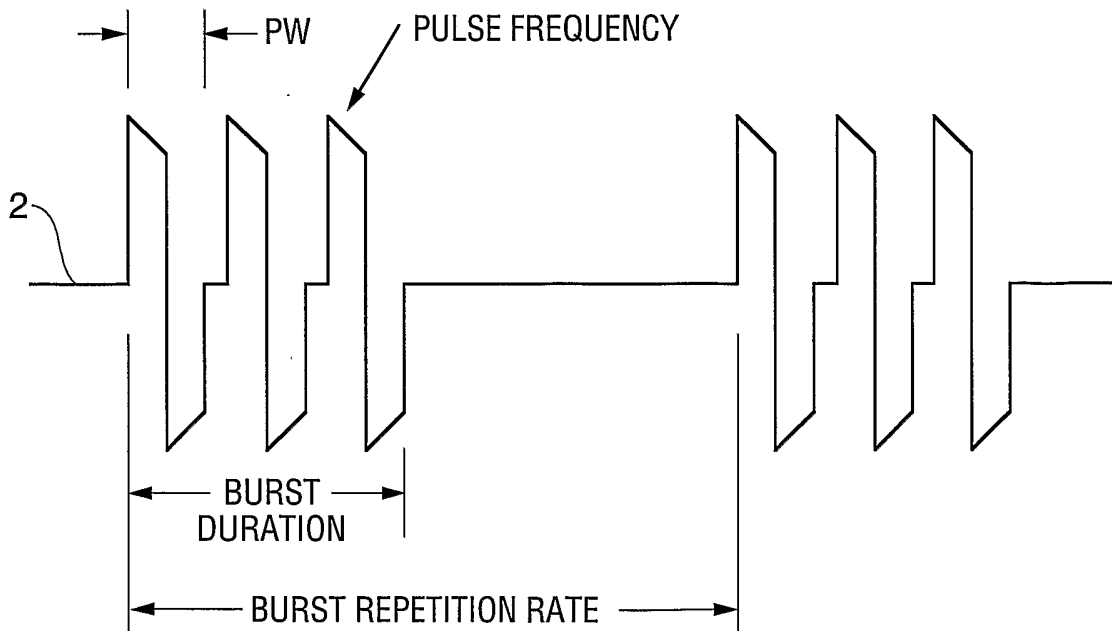 PW
PULSE FREQUENCY
2
BURST
DURATION
BURST REPETITION RATE